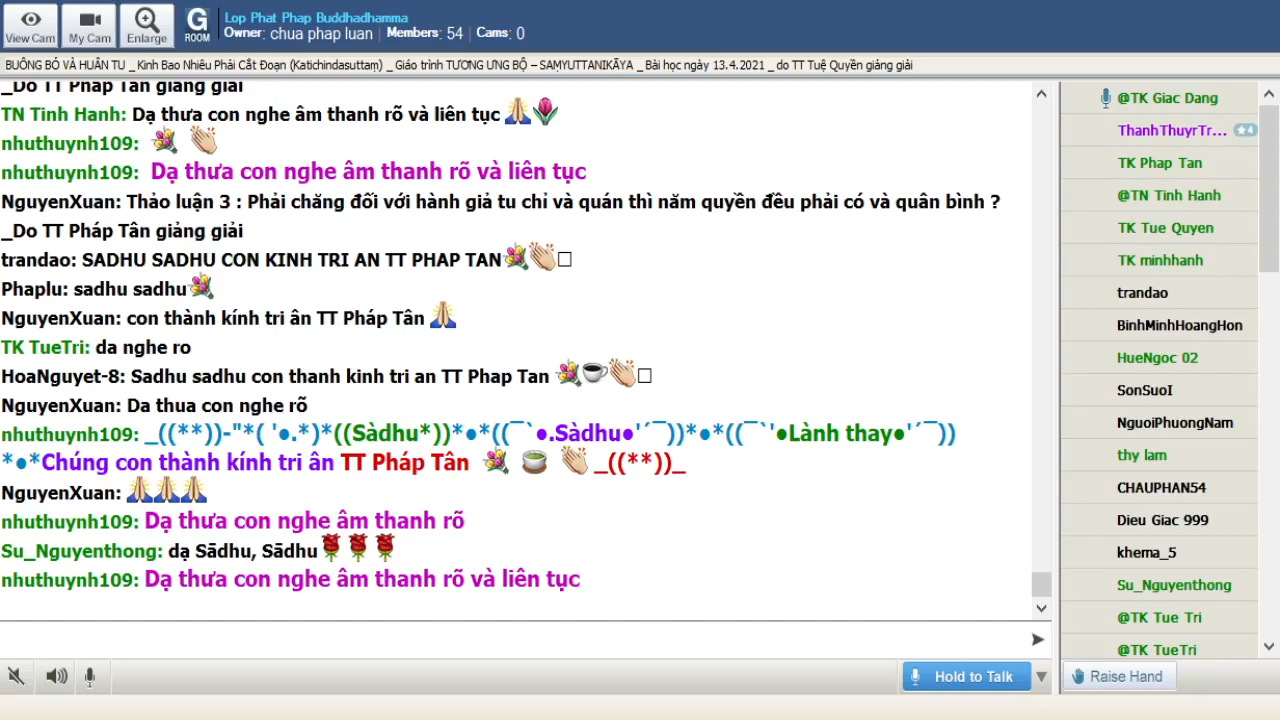 View Cam
My Cam
Enlarge
G
ROOM
Lop Phat Phap Buddhadhamma
Owner: chua phap luan | Members: 54 | Cams: 0
BUÔNG BỎ VÀ HUÂN TU _ Kinh Bao Nhiêu Phải Cắt Đoạn (Katichindasuttaṃ) _ Giáo trình TƯƠNG ƯNG BỘ – SAṂYUTTANIKĀYA _ Bài học ngày 13.4.2021 _ do TT Tuệ Quyền giảng giải
_Do TT Pháp Tân giảng giải
TN Tinh Hanh: Dạ thưa con nghe âm thanh rõ và liên tục 🙏🌷
nhuthuynh109: 💐 👏
nhuthuynh109: Dạ thưa con nghe âm thanh rõ và liên tục
NguyenXuan: Thảo luận 3 : Phải chăng đối với hành giả tu chỉ và quán thì năm quyền đều phải có và quân bình ?
_Do TT Pháp Tân giảng giải
trandao: SADHU SADHU CON KINH TRI AN TT PHAP TAN💐👏□
Phaplu: sadhu sadhu💐
NguyenXuan: con thành kính tri ân TT Pháp Tân 🙏
TK TueTri: da nghe ro
HoaNguyet-8: Sadhu sadhu con thanh kinh tri an TT Phap Tan 💐☕👏□
NguyenXuan: Da thua con nghe rõ
nhuthuynh109: _((**))-"*( '●.*)*((Sàdhu*))*●*((¯`●.Sàdhu●'´¯))*●*((¯`'●Lành thay●'´¯))
*●*Chúng con thành kính tri ân TT Pháp Tân 💐 🍵 👏 _((**))_
NguyenXuan: 🙏🙏🙏
nhuthuynh109: Dạ thưa con nghe âm thanh rõ
Su_Nguyenthong: dạ Sādhu, Sādhu🌹🌹🌹
nhuthuynh109: Dạ thưa con nghe âm thanh rõ và liên tục
@TK Giac Dang
ThanhThuyrTr... ★4
TK Phap Tan
@TN Tinh Hanh
TK Tue Quyen
TK minhhanh
trandao
BinhMinhHoangHon
HueNgoc 02
SonSuoI
NguoiPhuongNam
thy lam
CHAUPHAN54
Dieu Giac 999
khema_5
Su_Nguyenthong
@TK Tue Tri
@TK TueTri
Hold to Talk
Raise Hand